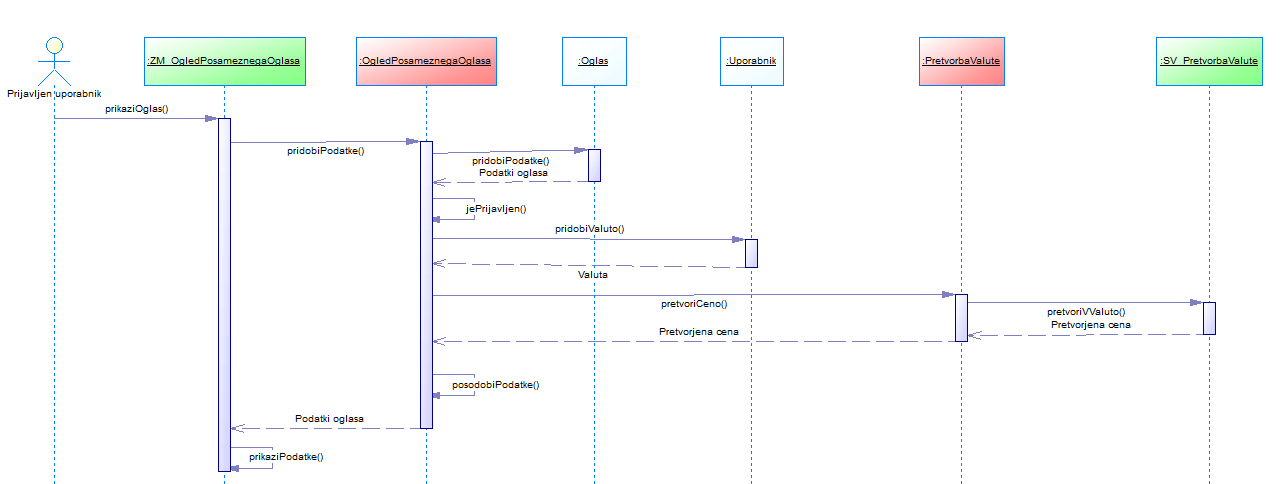 :ZM_OgledPosameznegaOglasa
:OgledPosameznegaOglasa
:Oglas
:Uporabnik
:PretvorbaValute
:SV_PretvorbaValute
Prijavljen uporabnik
prikaziOglas()
pridobiPodatke()
pridobiPodatke()
Podatki oglasa
jePrijavljen()
pridobiValuto()
Valuta
pretvoriCeno()
pretvoriVValuto()
Pretvorjena cena
Pretvorjena cena
posodobiPodatke()
Podatki oglasa
prikaziPodatke()